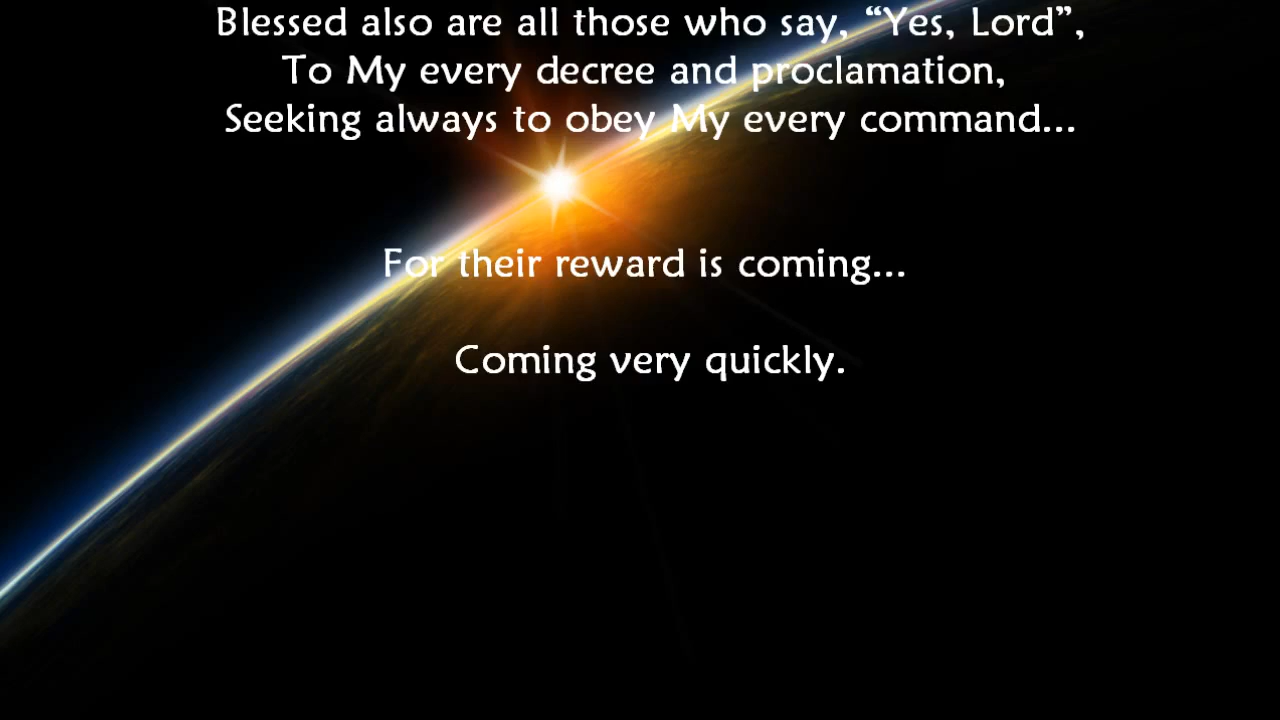 Blessed also are all those who say, “Yes, Lord”,
To My every decree and proclamation,
Seeking always to obey My every command...
For their reward is coming...
Coming very quickly.